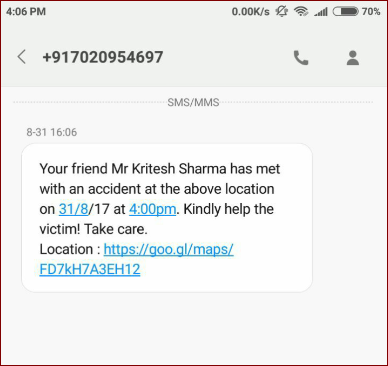 4:06 PM 0.00K/s 70%
+917020954697
SMS/MMS
8-31 16:06
Your friend Mr Kritesh Sharma has met
with an accident at the above location
on 31/8/17 at 4:00pm. Kindly help the
victim! Take care.
Location : https://goo.gl/maps/
FD7kH7A3EH12